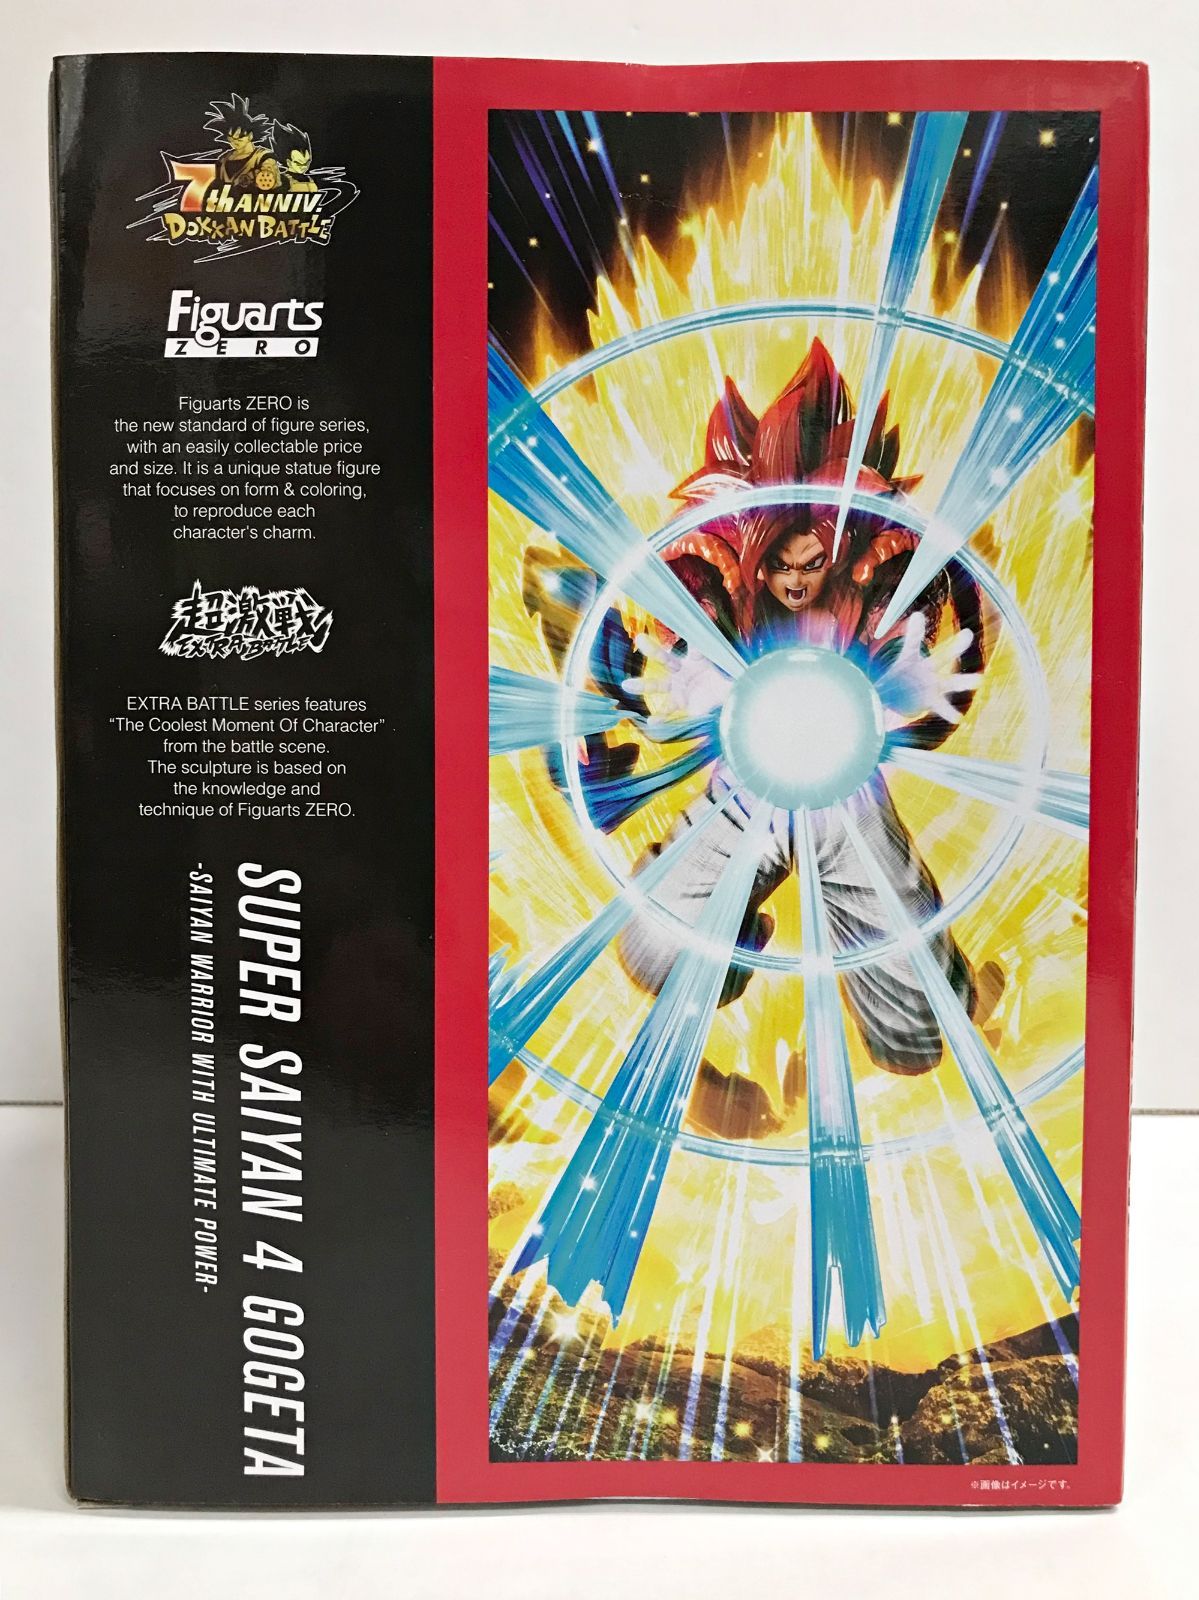 7thANNIV.
DOKKAN BATTLE
Figuarts
ZERO
Figuarts ZERO is
the new standard of figure series,
with an easily collectable price
and size. It is a unique statue figure
that focuses on form & coloring,
to reproduce each
character's charm.
超激戦
EXTRA BATTLE
EXTRA BATTLE series features
“The Coolest Moment Of Character”
from the battle scene.
The sculpture is based on
the knowledge and
technique of Figuarts ZERO.
SUPER SAIYAN 4 GOGETA
-SAIYAN WARRIOR WITH ULTIMATE POWER-
※画像はイメージです。